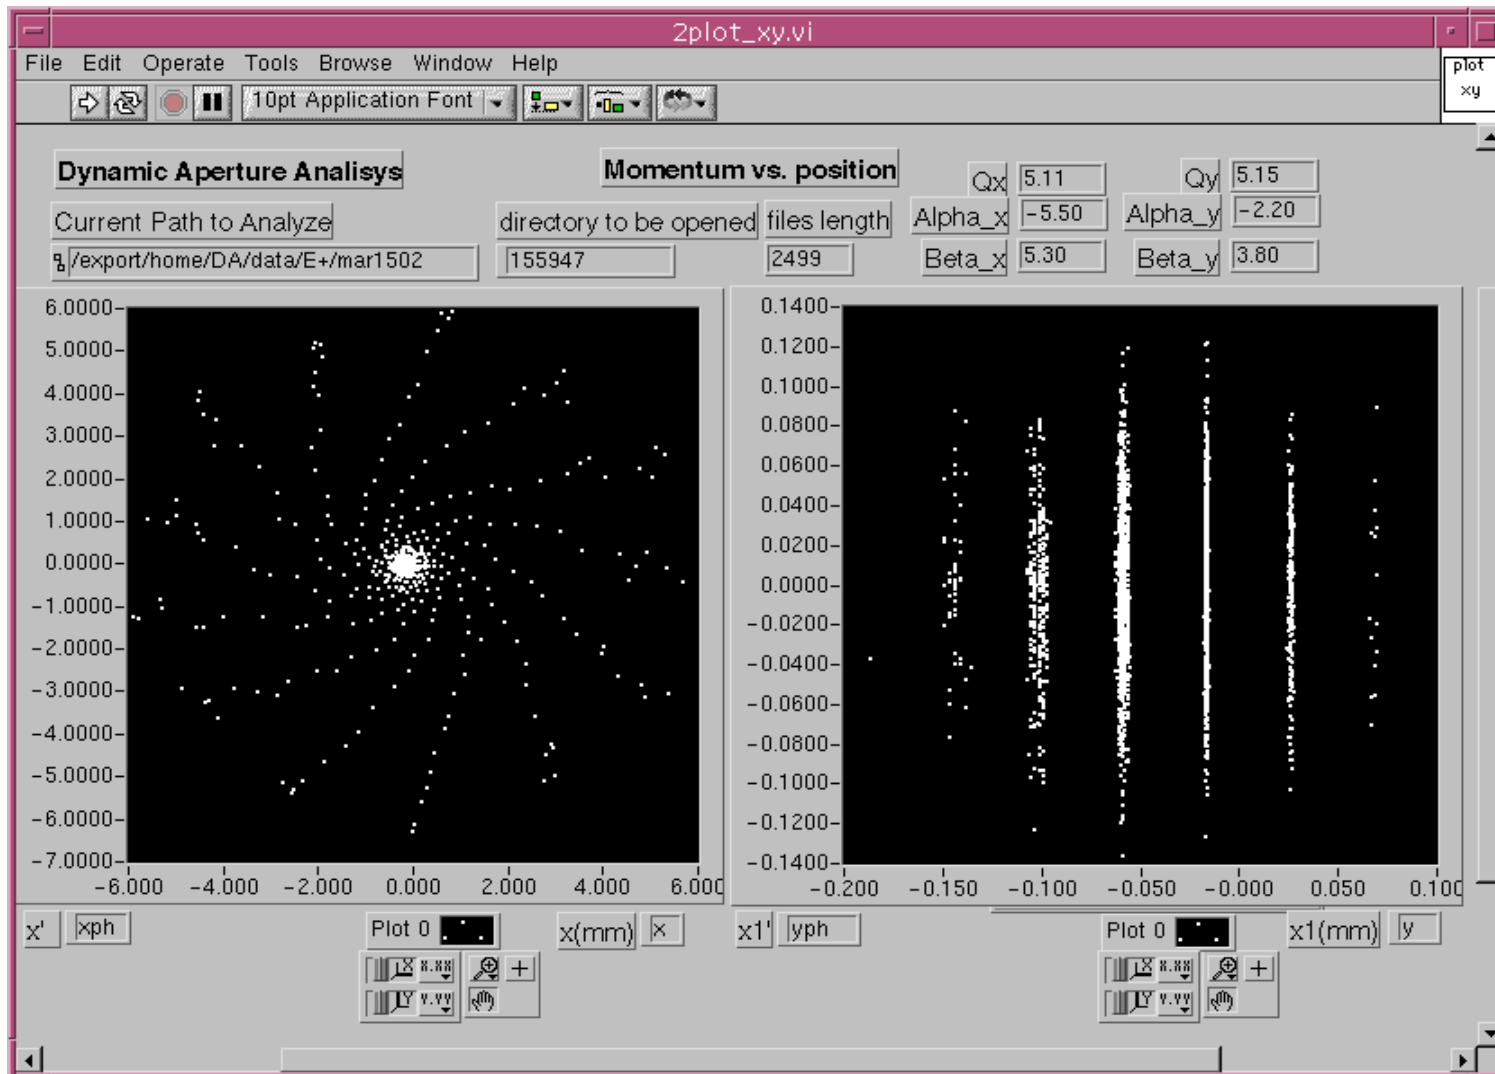 2plot_xy.vi
File Edit Operate Tools Browse Window Help
plot
xy
10pt Application Font
Dynamic Aperture Analisys
Momentum vs. position
Qx 5.11 Qy 5.15
Current Path to Analyze directory to be opened files length Alpha_x -5.50 Alpha_y -2.20
/export/home/DA/data/E+/mar1502 155947 2499 Beta_x 5.30 Beta_y 3.80
6.0000
5.0000
4.0000
3.0000
2.0000
1.0000
0.0000
-1.0000
-2.0000
-3.0000
-4.0000
-5.0000
-6.0000
-7.0000
-6.000 -4.000 -2.000 0.000 2.000 4.000 6.000
0.1400
0.1200
0.1000
0.0800
0.0600
0.0400
0.0200
0.0000
-0.0200
-0.0400
-0.0600
-0.0800
-0.1000
-0.1200
-0.1400
-0.200 -0.150 -0.100 -0.050 -0.000 0.050 0.100
x' xph Plot 0 x(mm) x
x1' yph Plot 0 x1(mm) y
X X.XX
Y Y.YY
X X.XX
Y Y.YY